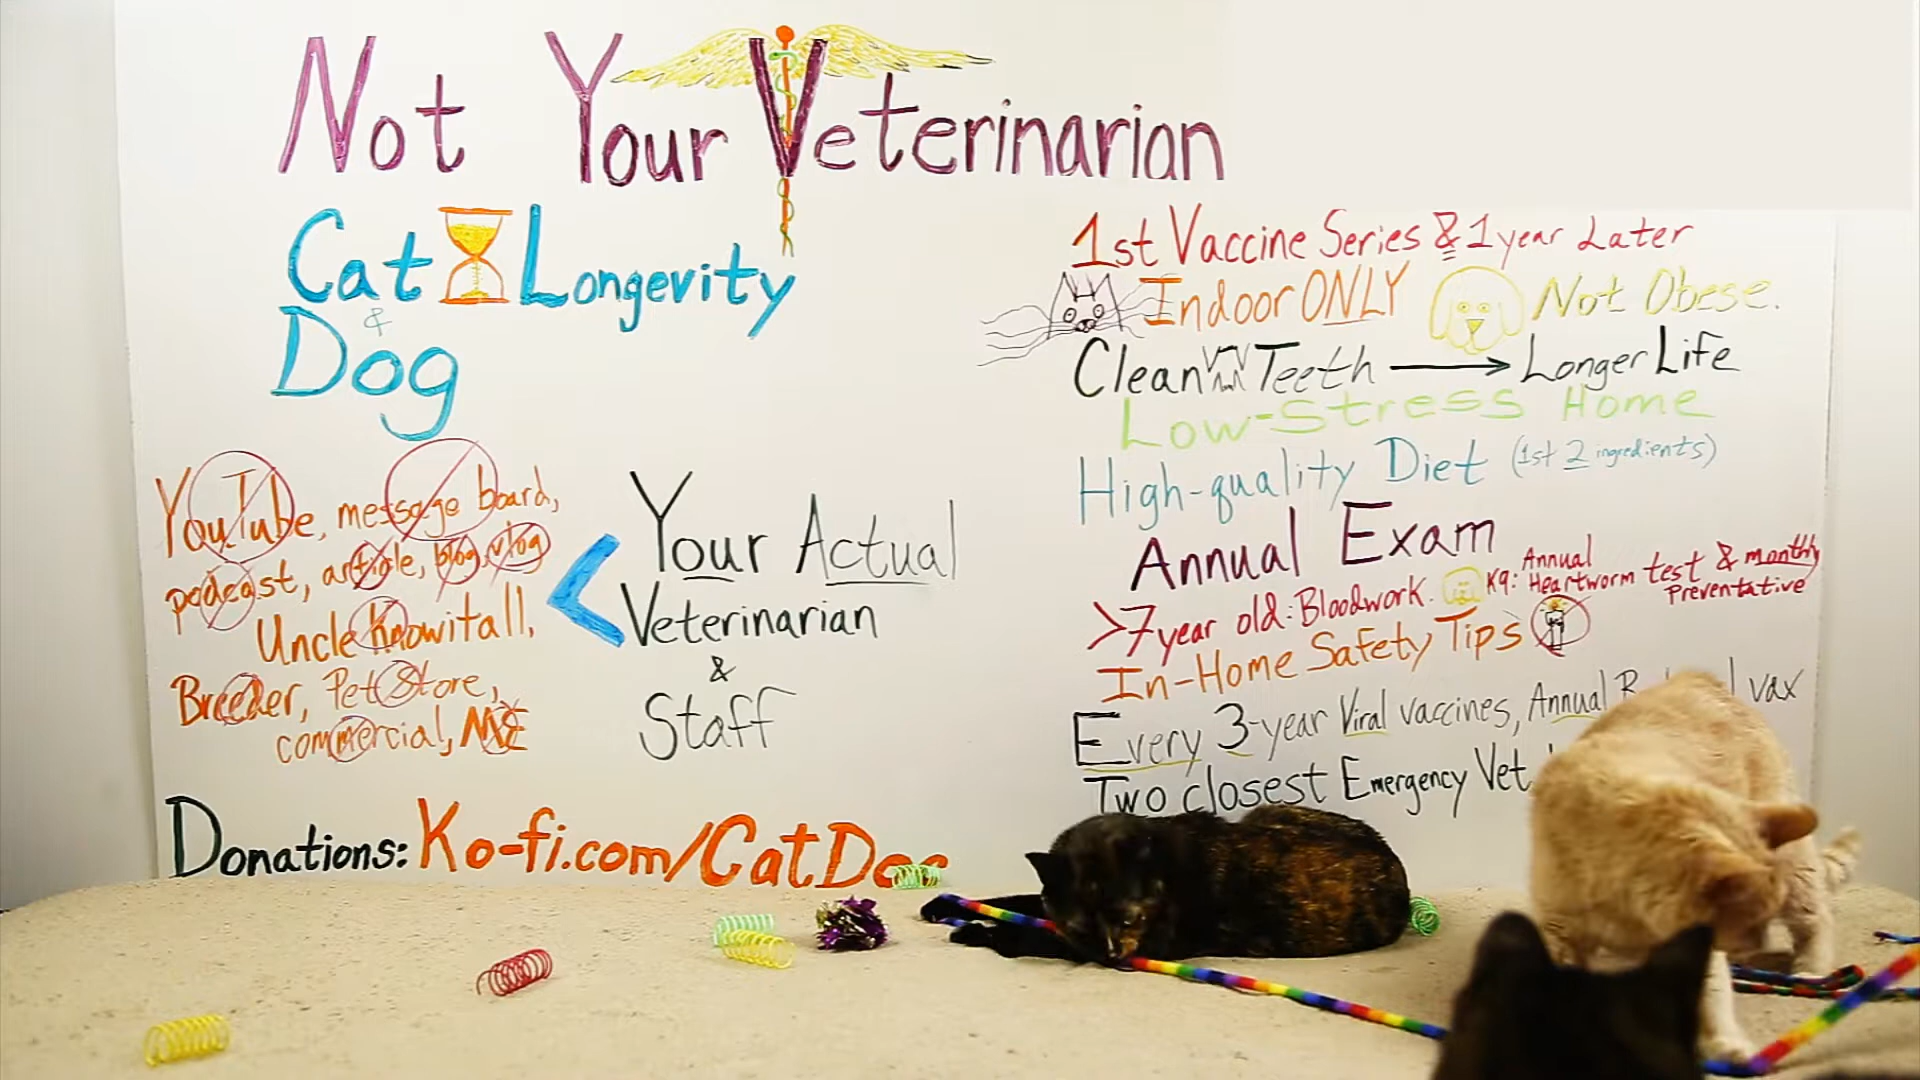 Not Your Veterinarian
Cat Longevity
&
Dog
YouTube, message board,
podcast, article, blog, vlog
Uncle Knowitall,
Breeder, Pet Store,
commercial, ME
<
Your Actual
Veterinarian
&
Staff
Donations: Ko-fi.com/CatDoc
1st Vaccine Series & 1 year Later
Indoor ONLY Not Obese.
Clean Teeth → Longer Life
Low-Stress Home
High-quality Diet (1st 2 ingredients)
Annual Exam
>7 year old: Bloodwork. K9: Annual Heartworm test & monthly Preventative
In-Home Safety Tips
Every 3-year Viral vaccines, Annual vax
Two closest Emergency Vet